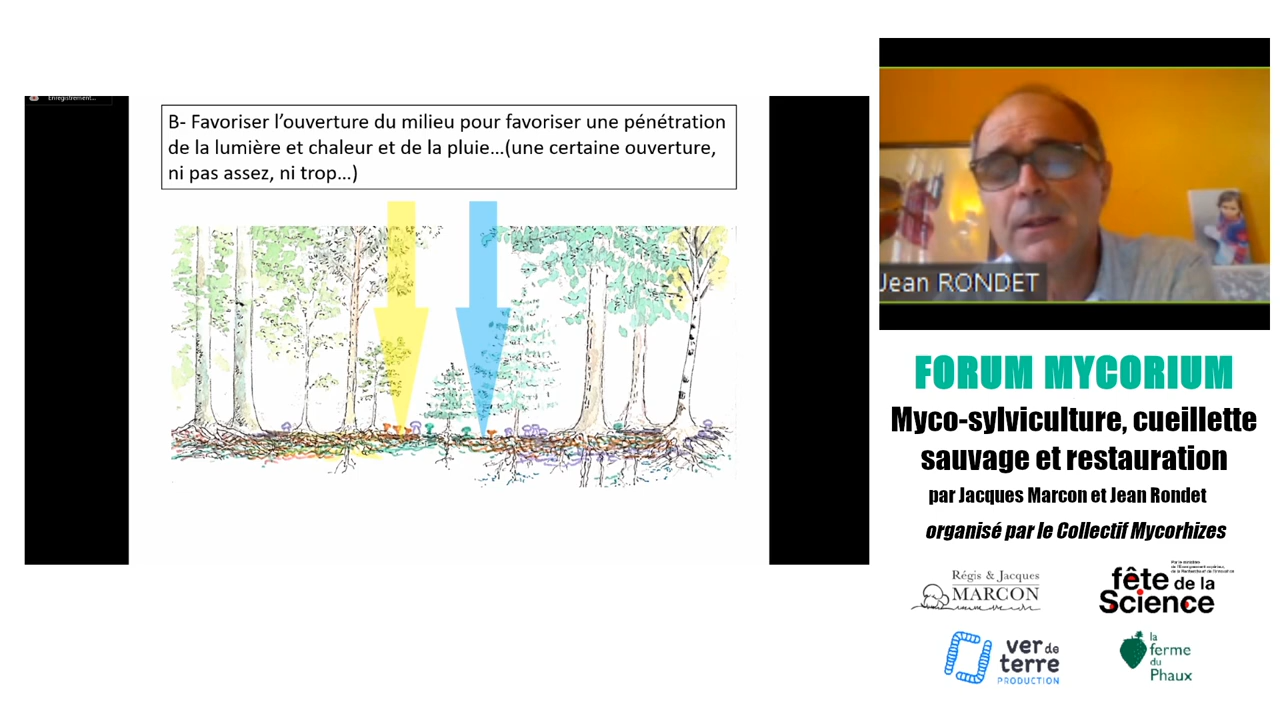 Enregistrement...
B- Favoriser l’ouverture du milieu pour favoriser une pénétration
de la lumière et chaleur et de la pluie...(une certaine ouverture,
ni pas assez, ni trop...)
Jean RONDET
FORUM MYCORIUM
Myco-sylviculture, cueillette
sauvage et restauration
par Jacques Marcon et Jean Rondet
organisé par le Collectif Mycorhizes
Régis & Jacques
MARCON
fête de la
Science
ver de
terre
PRODUCTION
la
ferme
du
Phaux